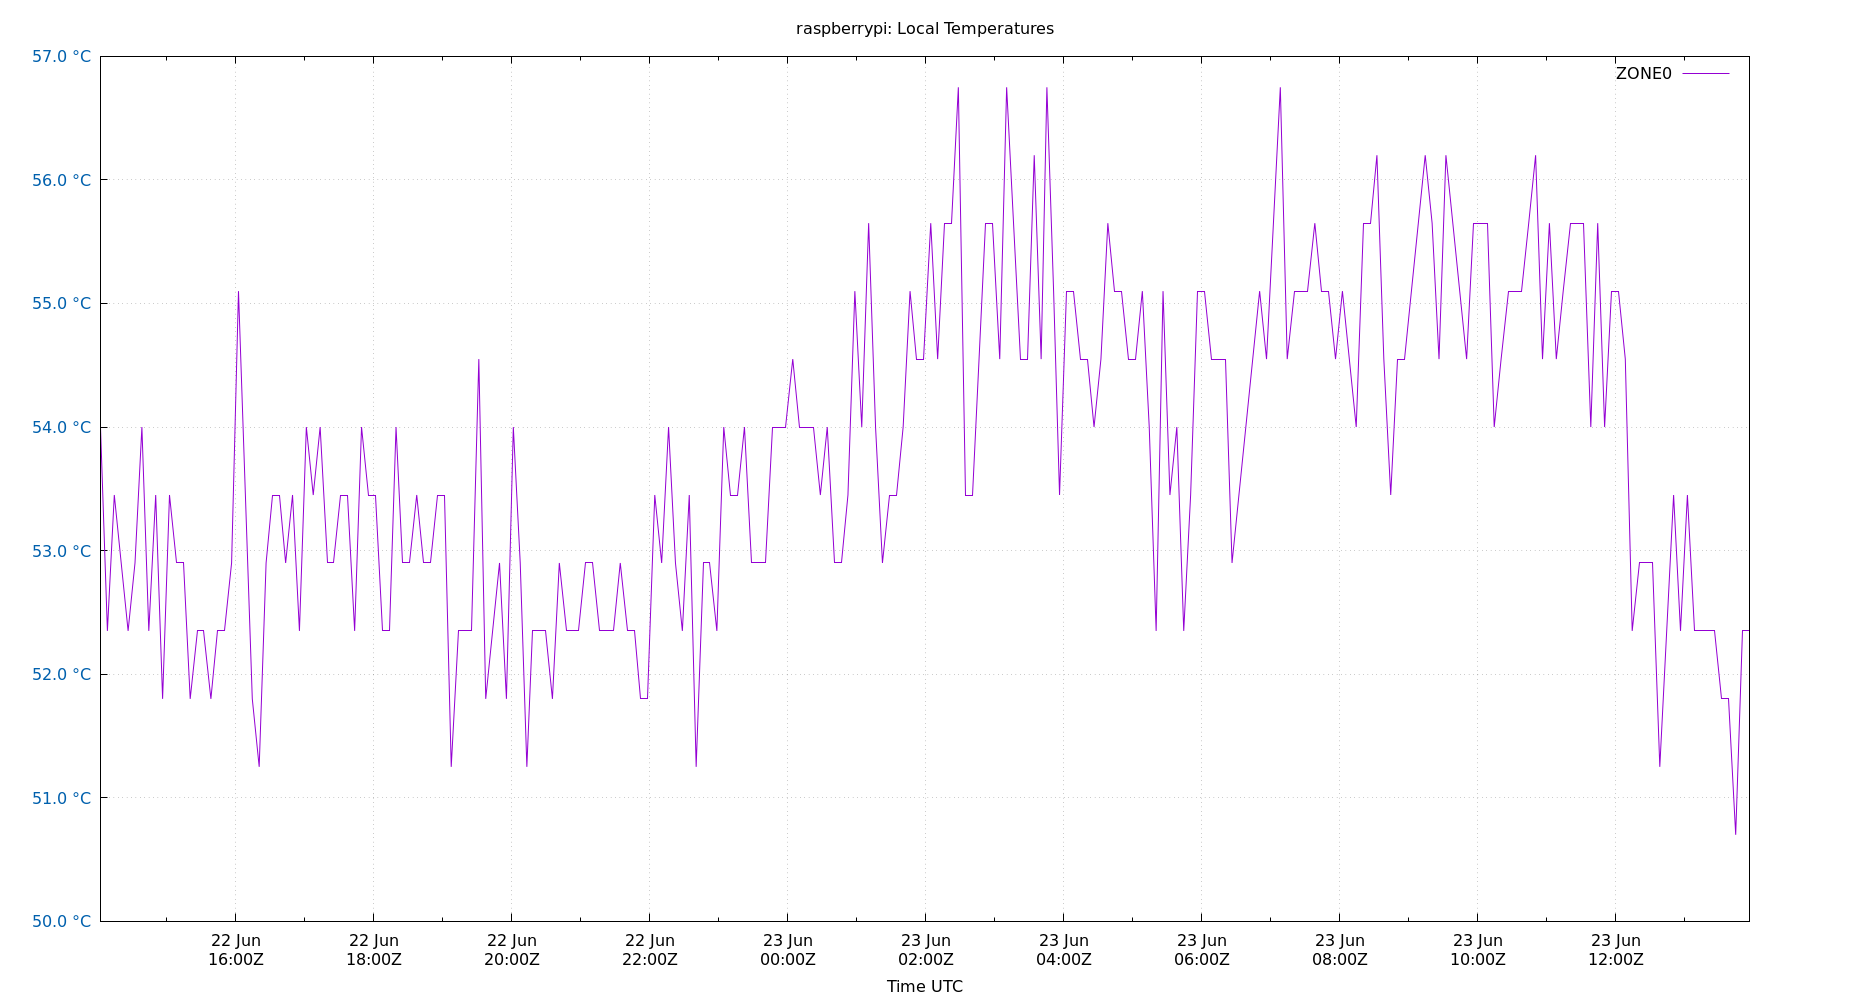 raspberrypi: Local Temperatures
57.0 °C
56.0 °C
55.0 °C
54.0 °C
53.0 °C
52.0 °C
51.0 °C
50.0 °C
ZONE0
22 Jun 22 Jun 22 Jun 22 Jun 23 Jun 23 Jun 23 Jun 23 Jun 23 Jun 23 Jun 23 Jun
16:00Z 18:00Z 20:00Z 22:00Z 00:00Z 02:00Z 04:00Z 06:00Z 08:00Z 10:00Z 12:00Z
Time UTC